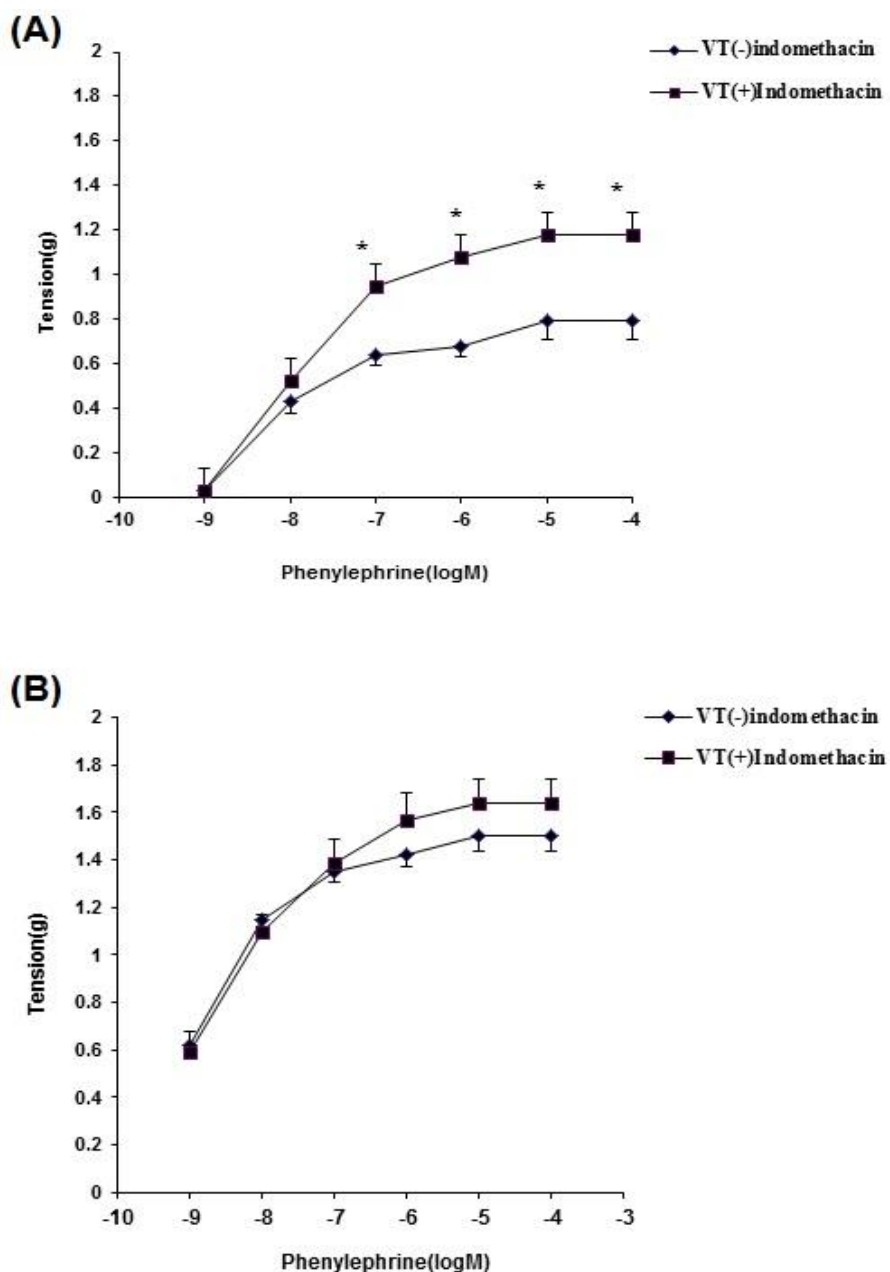 (A)
VT(-)indomethacin
VT(+)Indomethacin
2
1.8
1.6
1.4
1.2
1
0.8
0.6
0.4
0.2
0
* * * *
Tension(g)
-10 -9 -8 -7 -6 -5 -4
Phenylephrine(logM)
(B)
VT(-)indomethacin
VT(+)Indomethacin
2
1.8
1.6
1.4
1.2
1
0.8
0.6
0.4
0.2
0
Tension(g)
-10 -9 -8 -7 -6 -5 -4 -3
Phenylephrine(logM)